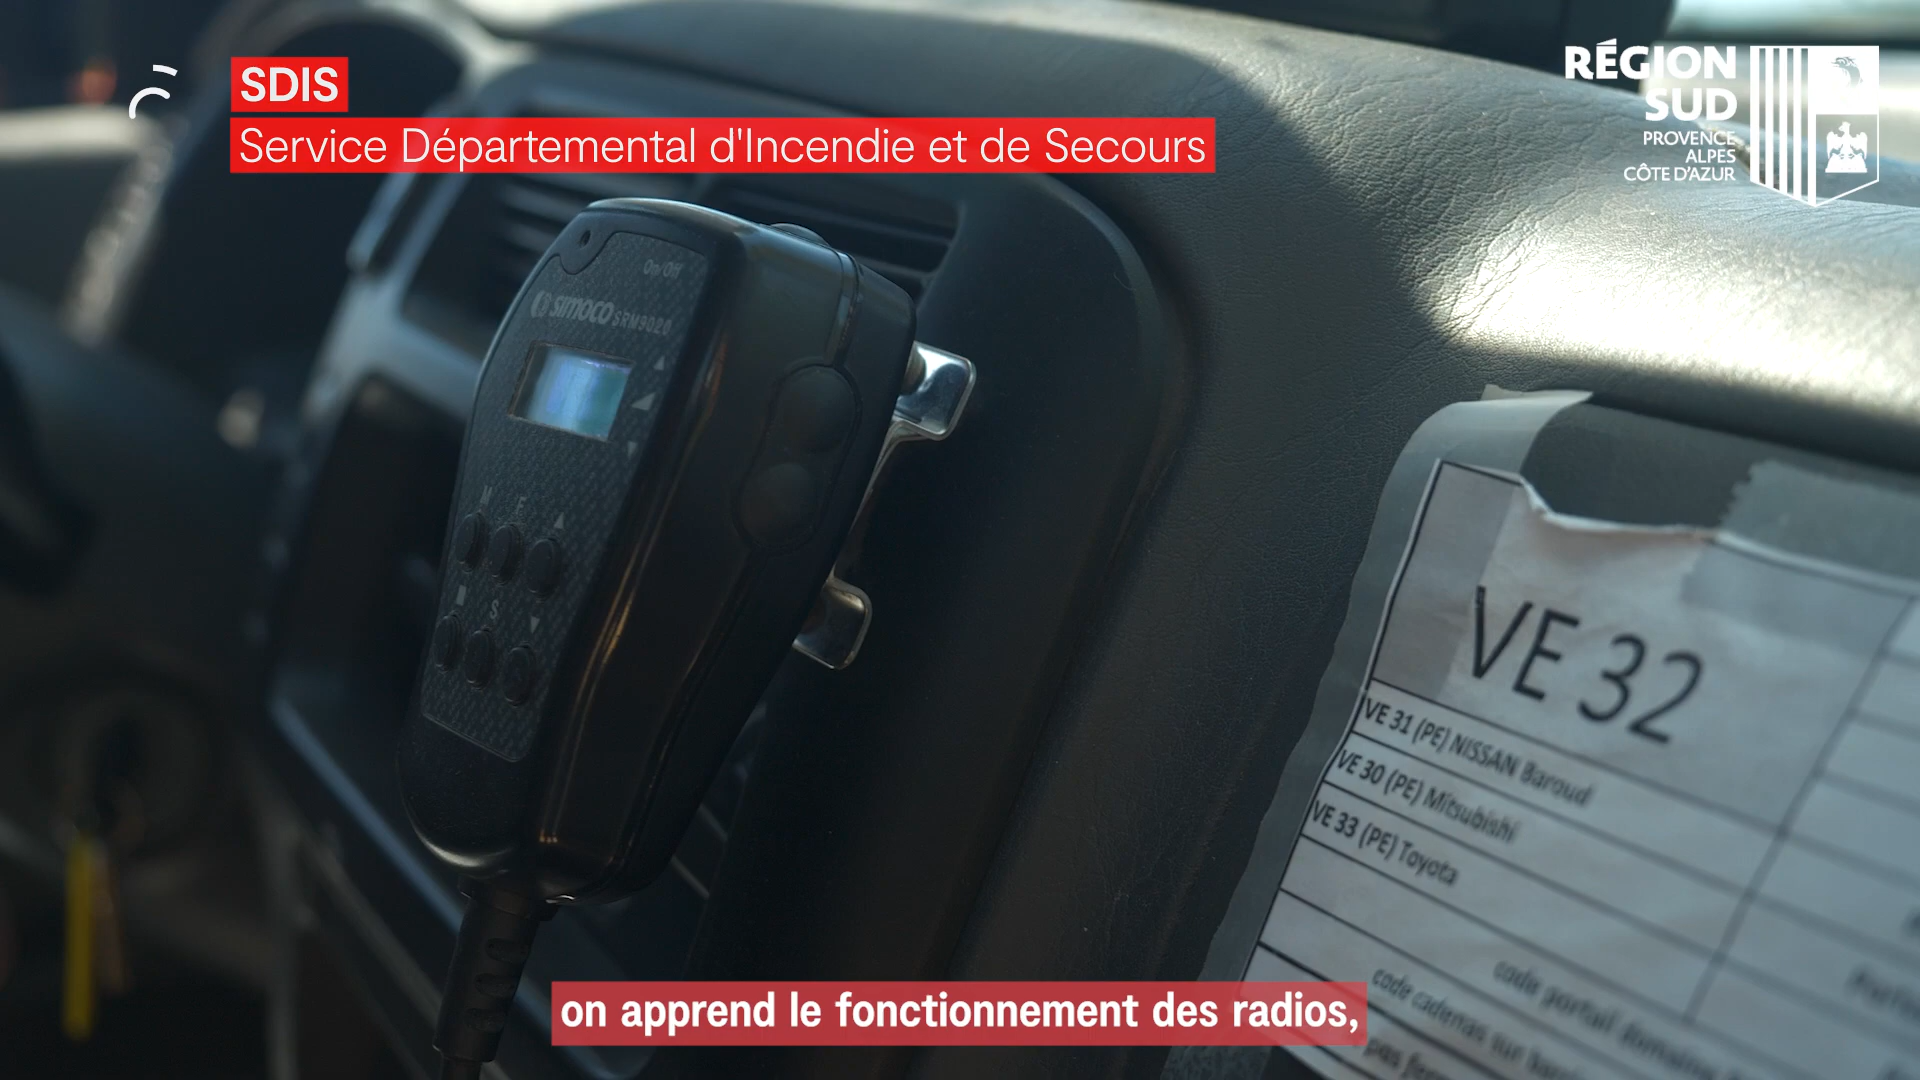 SDIS
Service Départemental d'Incendie et de Secours
RÉGION
SUD
PROVENCE
ALPES
CÔTE D'AZUR
On/Off
simoco SRM9020
M F
S
VE 32
VE 31 (PE) NISSAN Baroud
VE 30 (PE) Mitsubishi
VE 33 (PE) Toyota
code portail domaine
code cadenas sur
pas
on apprend le fonctionnement des radios,